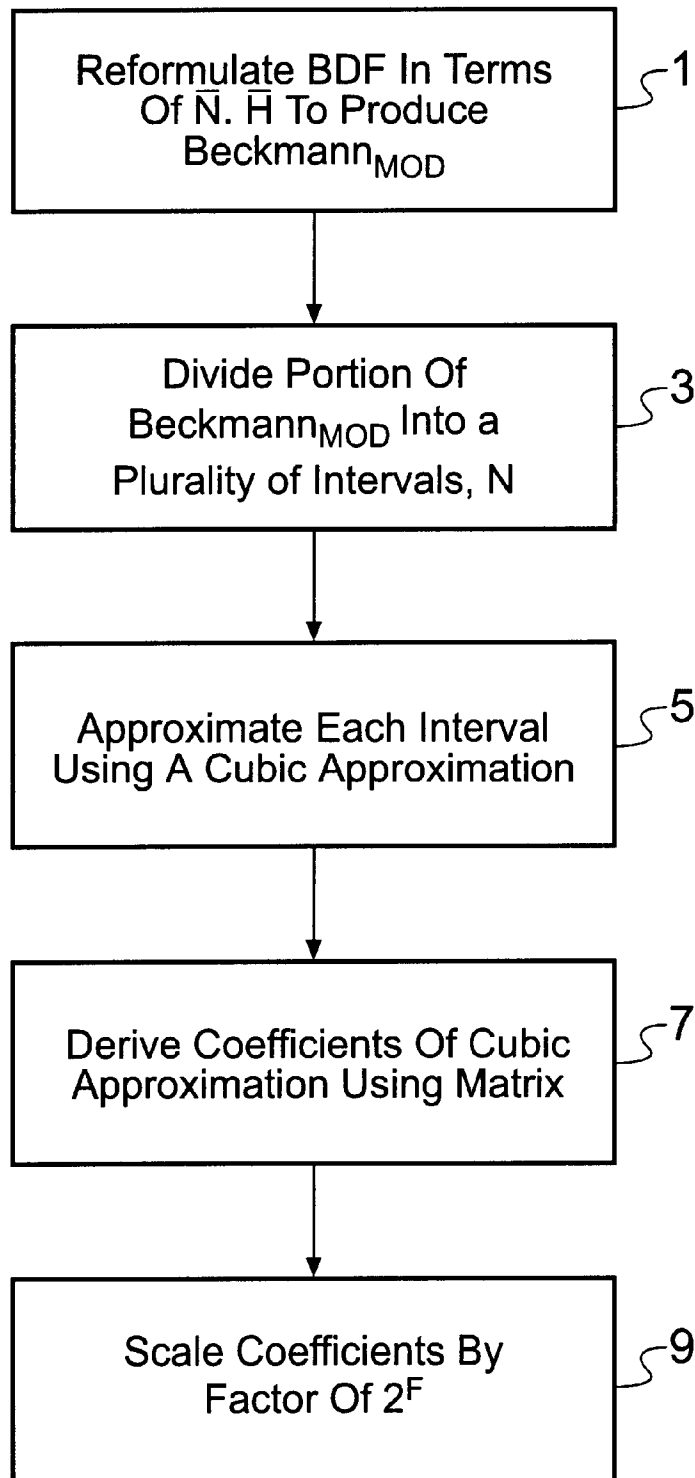 Reformulate BDF In Terms
Of N̅. H̅ To Produce
Beckmann_MOD
1
Divide Portion Of
Beckmann_MOD Into a
Plurality of Intervals, N
3
Approximate Each Interval
Using A Cubic Approximation
5
Derive Coefficients Of Cubic
Approximation Using Matrix
7
Scale Coefficients By
Factor Of 2^F
9